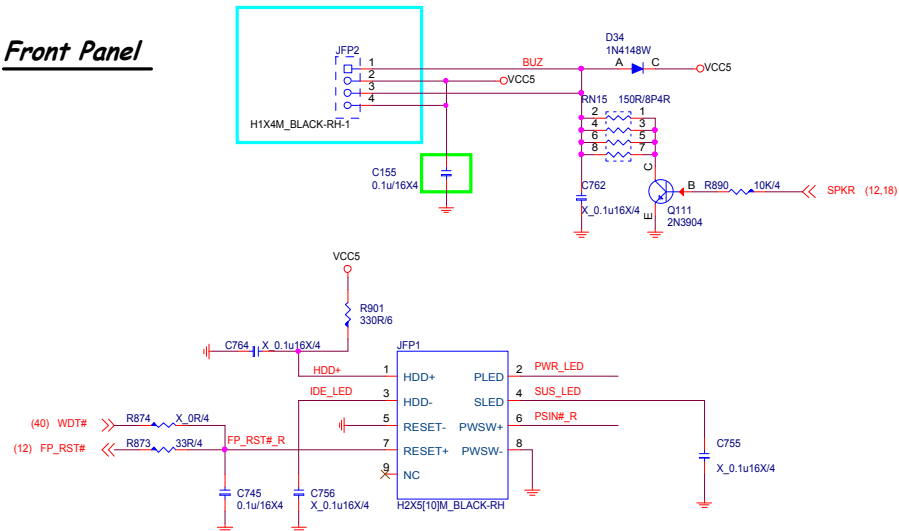 Front Panel
JFP2
1
2
3
4
H1X4M_BLACK-RH-1
BUZ
VCC5
D34
1N4148W
A C
VCC5
RN15 150R/8P4R
2 1
4 3
6 5
8 7
C155
0.1u/16X4
C762
X_0.1u16X/4
C
B
E
Q111
2N3904
R890 10K/4
SPKR (12,18)
VCC5
R901
330R/6
C764 X_0.1u16X/4
JFP1
HDD+ 1 HDD+ PLED 2 PWR_LED
IDE_LED 3 HDD- SLED 4 SUS_LED
5 RESET- PWSW+ 6 PSIN#_R
(40) WDT# R874 X_0R/4
(12) FP_RST# R873 33R/4 FP_RST#_R 7 RESET+ PWSW- 8
9 NC
H2X5[10]M_BLACK-RH
C745
0.1u/16X4
C756
X_0.1u16X/4
C755
X_0.1u16X/4